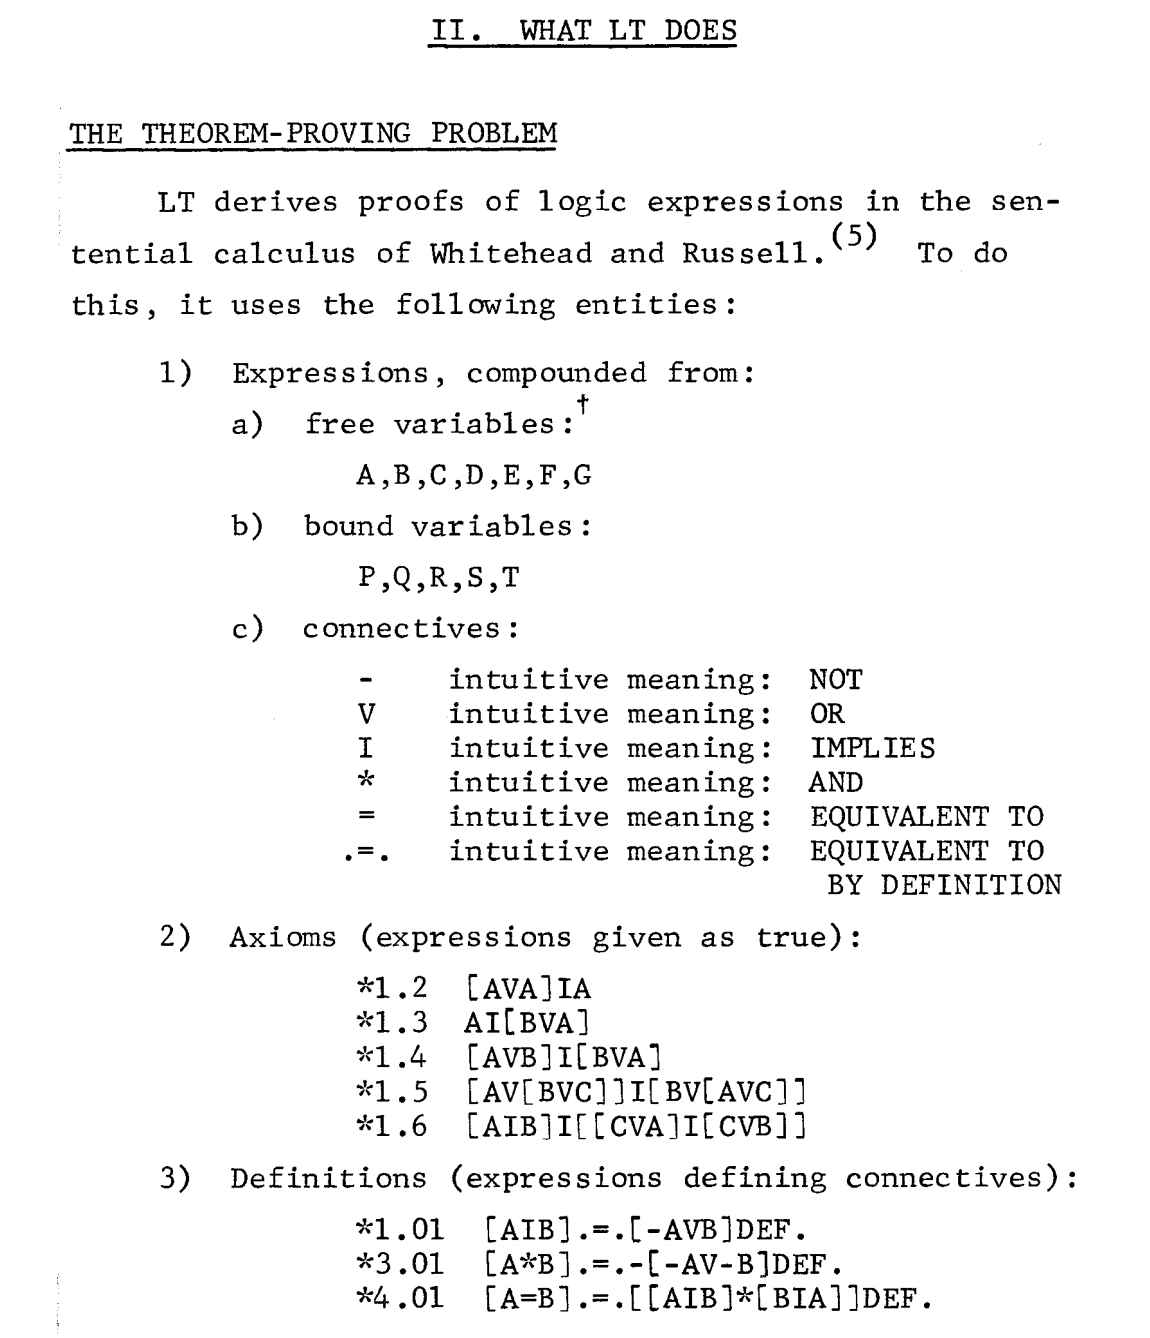 II. WHAT LT DOES
THE THEOREM-PROVING PROBLEM
LT derives proofs of logic expressions in the sen-
tential calculus of Whitehead and Russell.(5) To do
this, it uses the following entities:
1) Expressions, compounded from:
a) free variables:†
A,B,C,D,E,F,G
b) bound variables:
P,Q,R,S,T
c) connectives:
- intuitive meaning: NOT
V intuitive meaning: OR
I intuitive meaning: IMPLIES
* intuitive meaning: AND
= intuitive meaning: EQUIVALENT TO
.=. intuitive meaning: EQUIVALENT TO
BY DEFINITION
2) Axioms (expressions given as true):
*1.2 [AVA]IA
*1.3 AI[BVA]
*1.4 [AVB]I[BVA]
*1.5 [AV[BVC]]I[BV[AVC]]
*1.6 [AIB]I[[CVA]I[CVB]]
3) Definitions (expressions defining connectives):
*1.01 [AIB].=.[-AVB]DEF.
*3.01 [A*B].=.-[-AV-B]DEF.
*4.01 [A=B].=.[[AIB]*[BIA]]DEF.